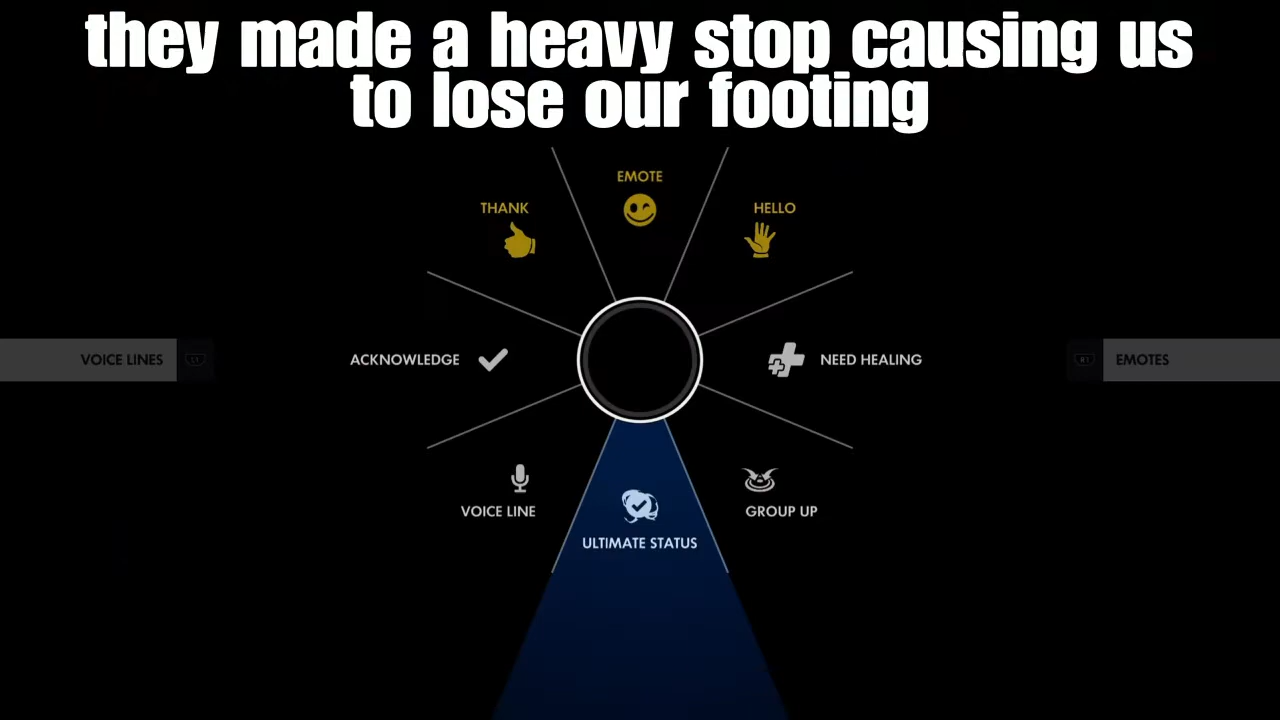 they made a heavy stop causing us
to lose our footing
EMOTE
THANK
HELLO
ACKNOWLEDGE
NEED HEALING
VOICE LINES
EMOTES
VOICE LINE
GROUP UP
ULTIMATE STATUS